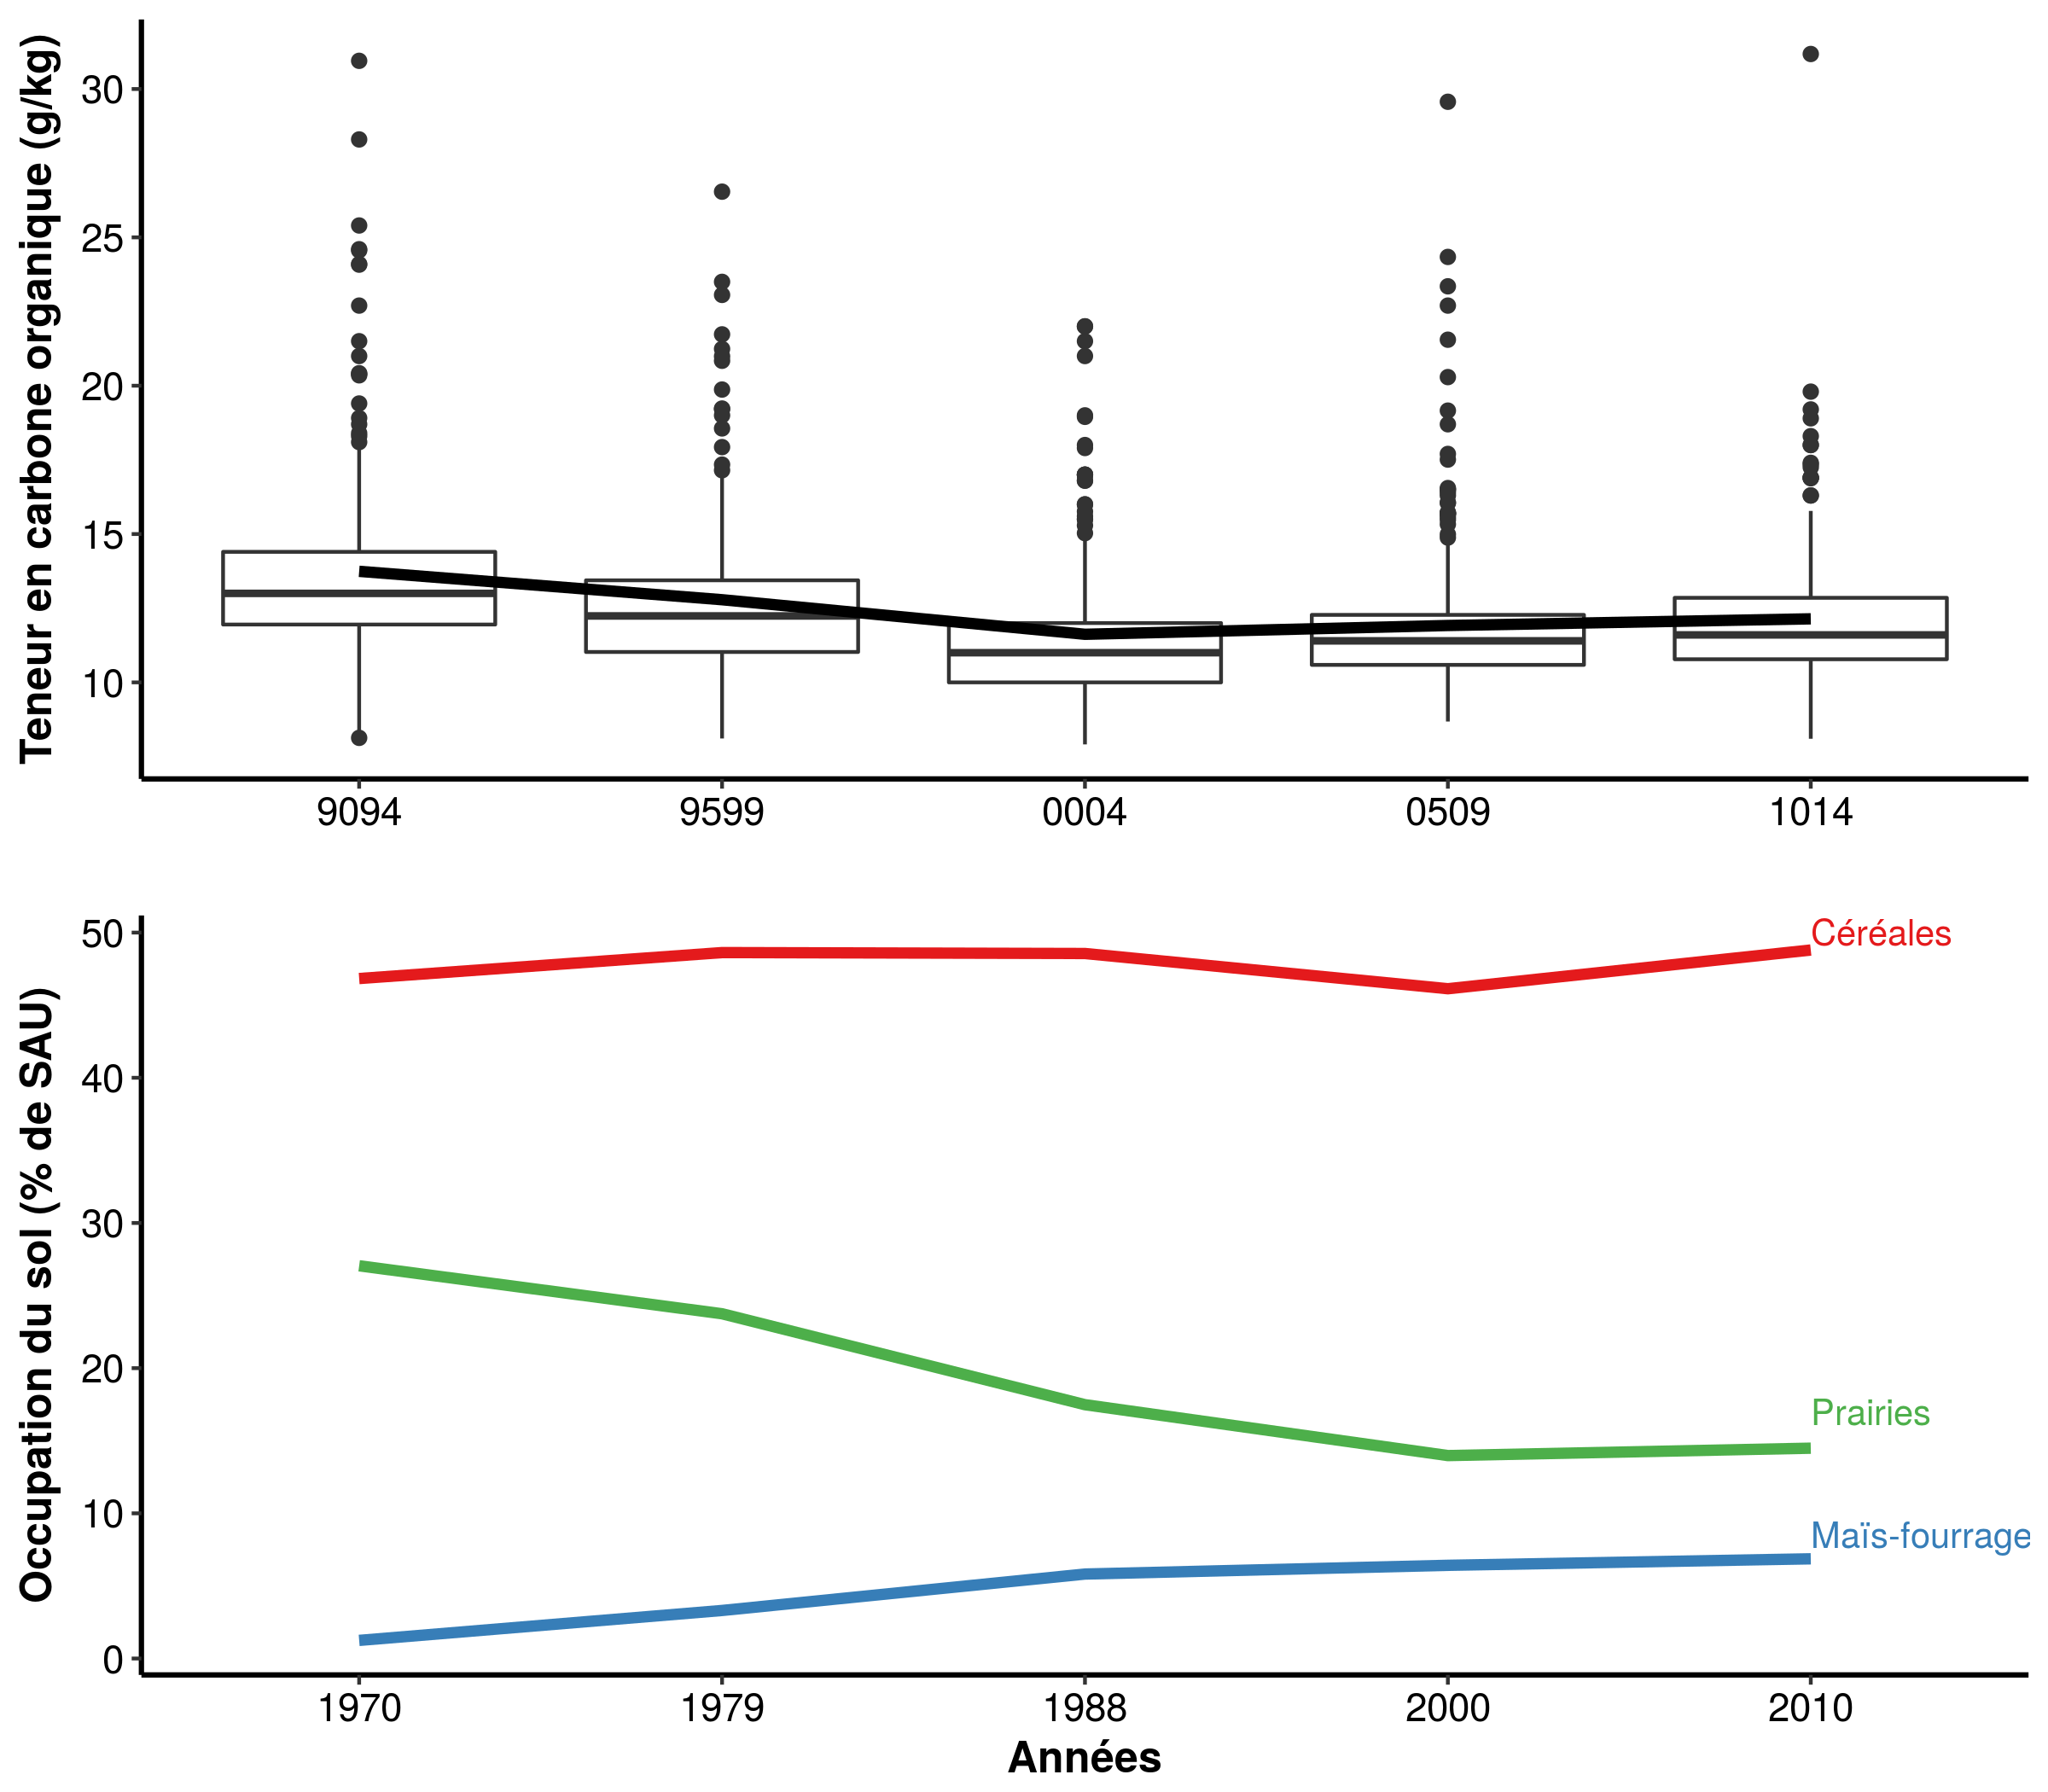 Teneur en carbone organique (g/kg)
30
25
20
15
10
9094 9599 0004 0509 1014
Occupation du sol (% de SAU)
50
40
30
20
10
0
Céréales
Prairies
Maïs-fourrage
1970 1979 1988 2000 2010
Années